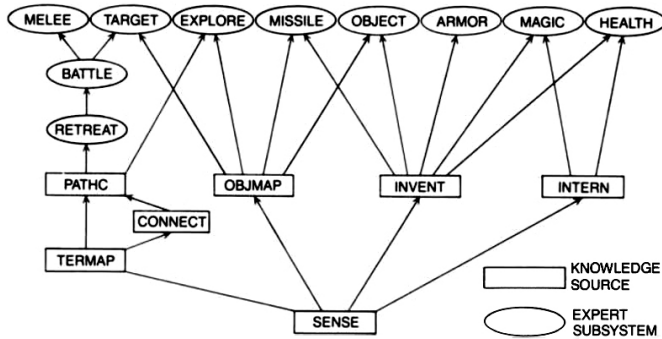 MELEE TARGET EXPLORE MISSILE OBJECT ARMOR MAGIC HEALTH
BATTLE
RETREAT
PATHC OBJMAP INVENT INTERN
CONNECT
TERMAP
KNOWLEDGE
SOURCE
SENSE
EXPERT
SUBSYSTEM